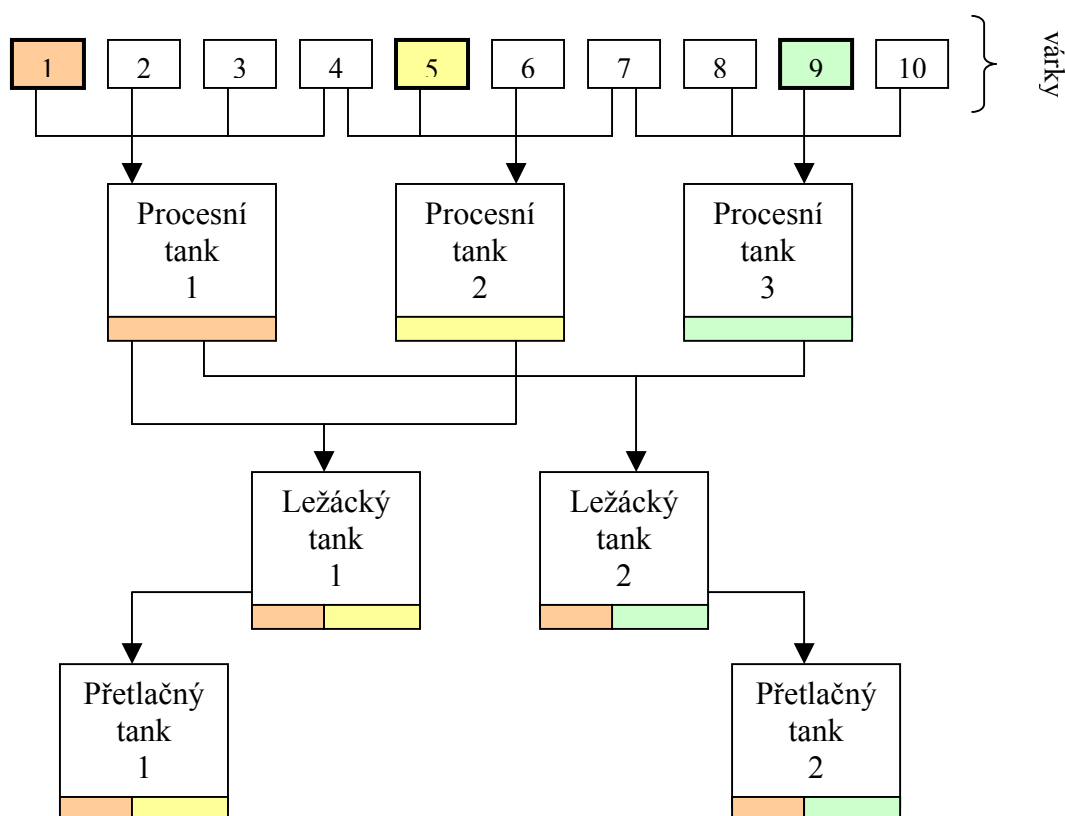 1 2 3 4 5 6 7 8 9 10
várky
Procesní
tank
1
Procesní
tank
2
Procesní
tank
3
Ležácký
tank
1
Ležácký
tank
2
Přetlačný
tank
1
Přetlačný
tank
2